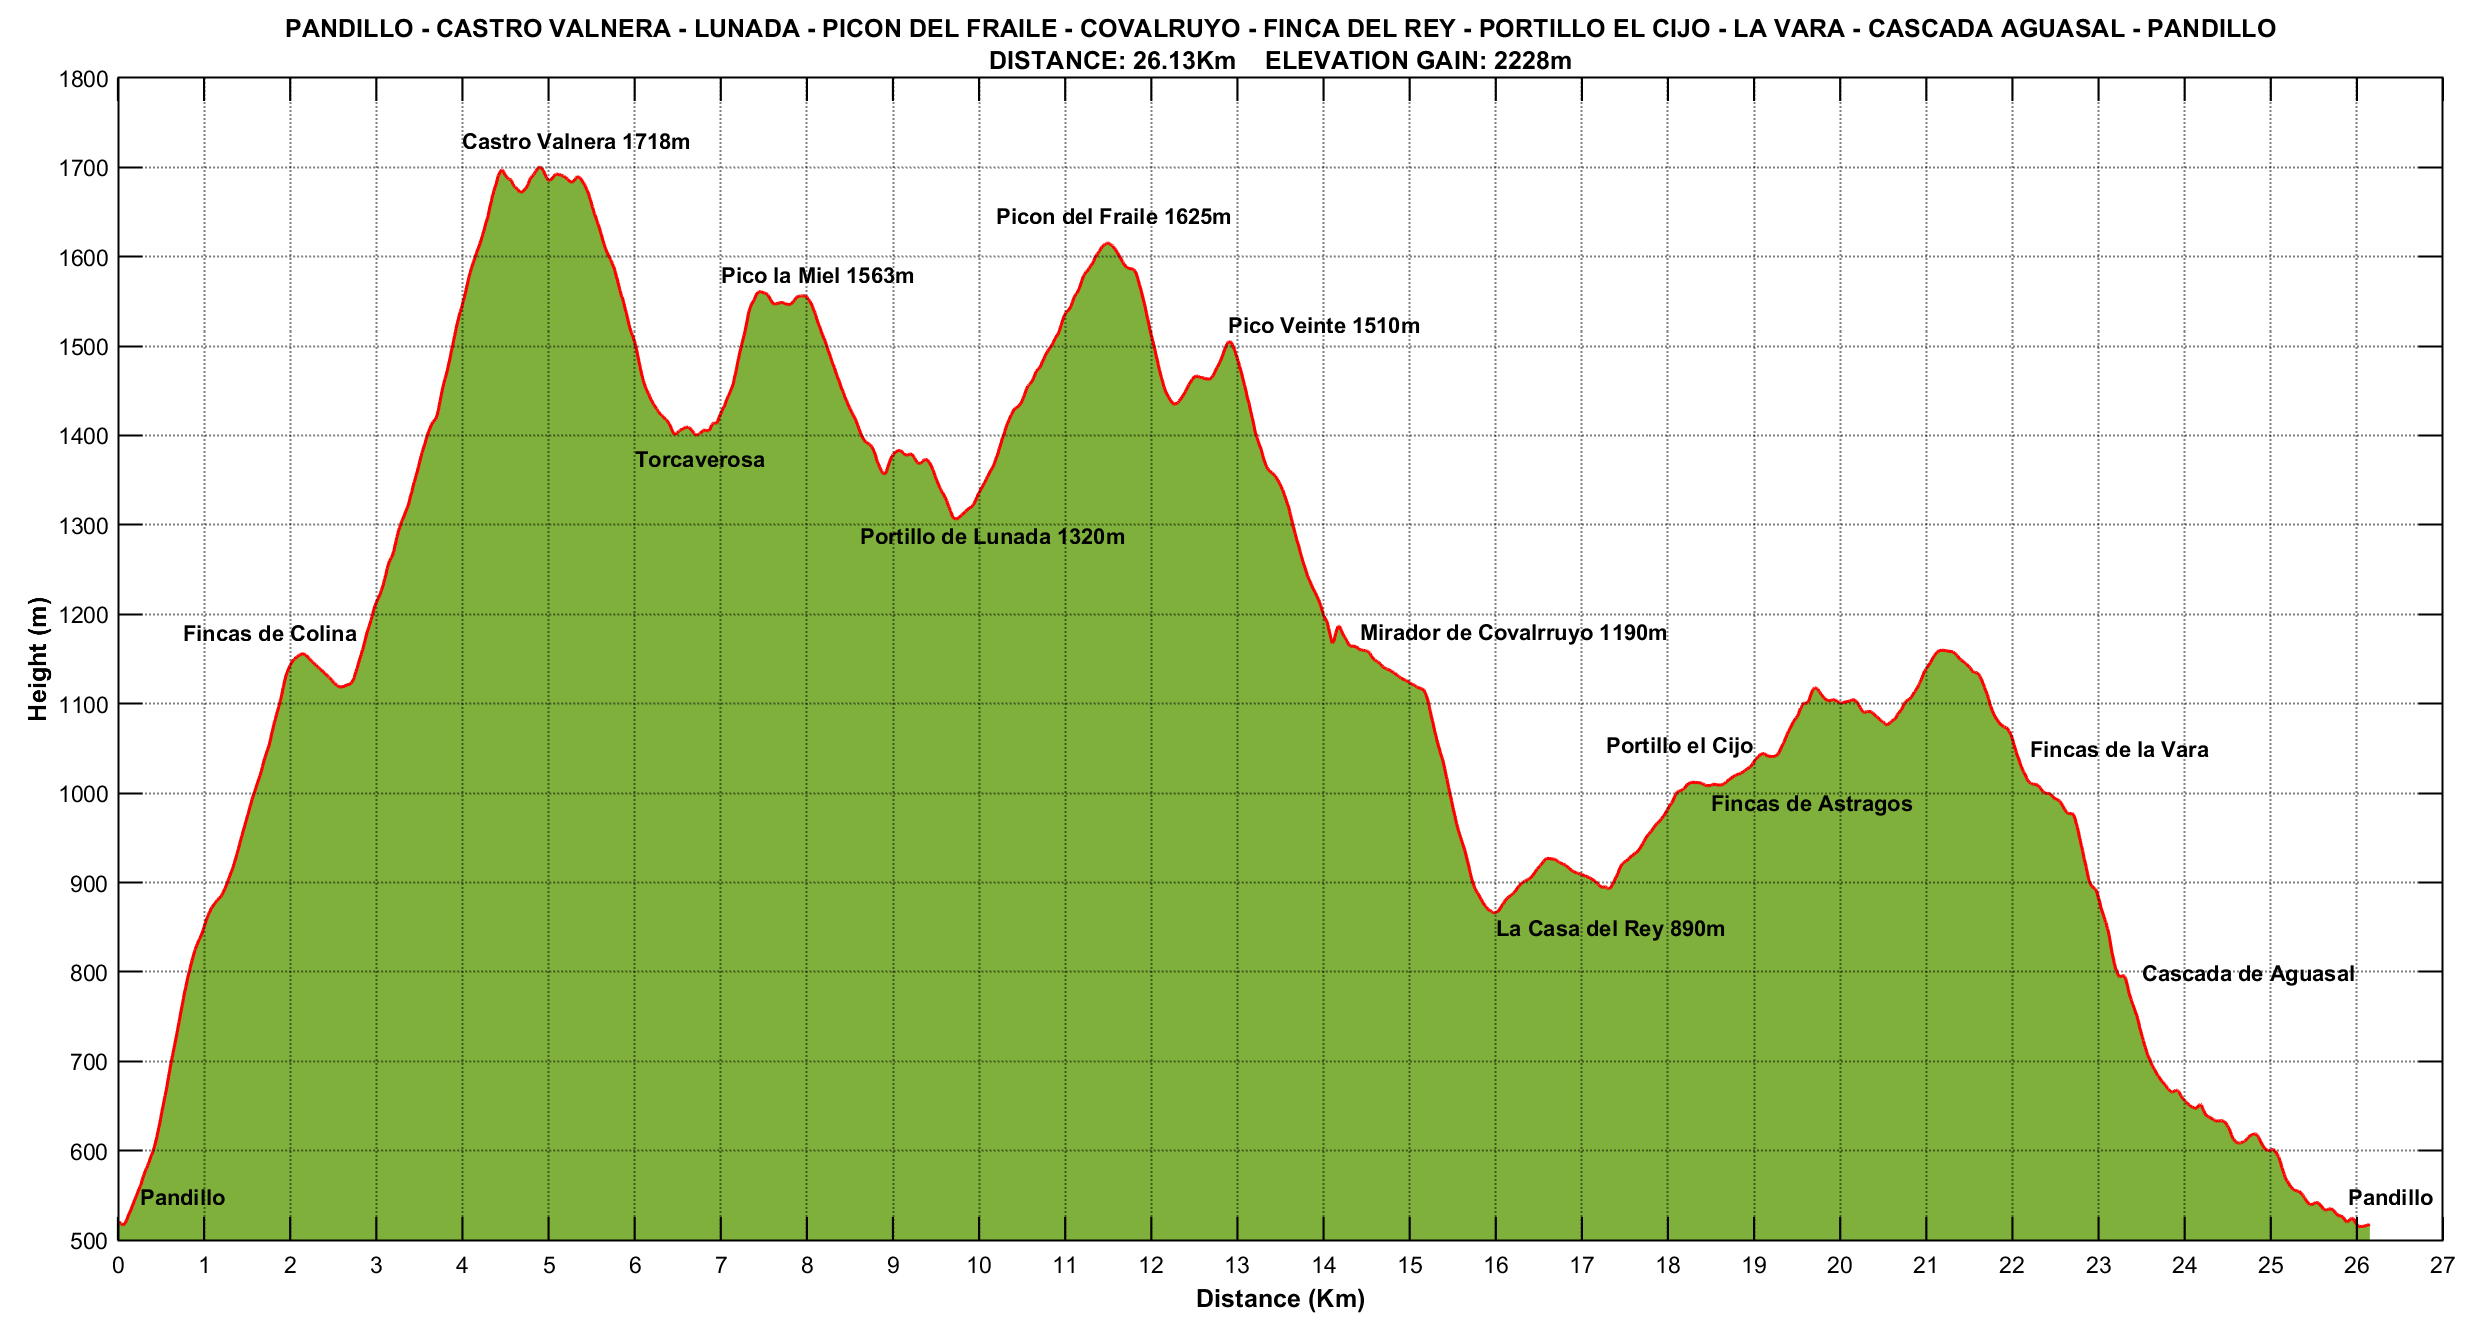 PANDILLO - CASTRO VALNERA - LUNADA - PICON DEL FRAILE - COVALRUYO - FINCA DEL REY - PORTILLO EL CIJO - LA VARA - CASCADA AGUASAL - PANDILLO
DISTANCE: 26.13Km ELEVATION GAIN: 2228m
1800
Castro Valnera 1718m
1700
Picon del Fraile 1625m
1600
Pico la Miel 1563m
Pico Veinte 1510m
1500
1400
Torcaverosa
1300
Portillo de Lunada 1320m
1200
Fincas de Colina
Mirador de Covalrruyo 1190m
Height (m)
1100
Portillo el Cijo
Fincas de la Vara
1000
Fincas de Astragos
900
La Casa del Rey 890m
800
Cascada de Aguasal
700
600
Pandillo
Pandillo
500
0 1 2 3 4 5 6 7 8 9 10 11 12 13 14 15 16 17 18 19 20 21 22 23 24 25 26 27
Distance (Km)